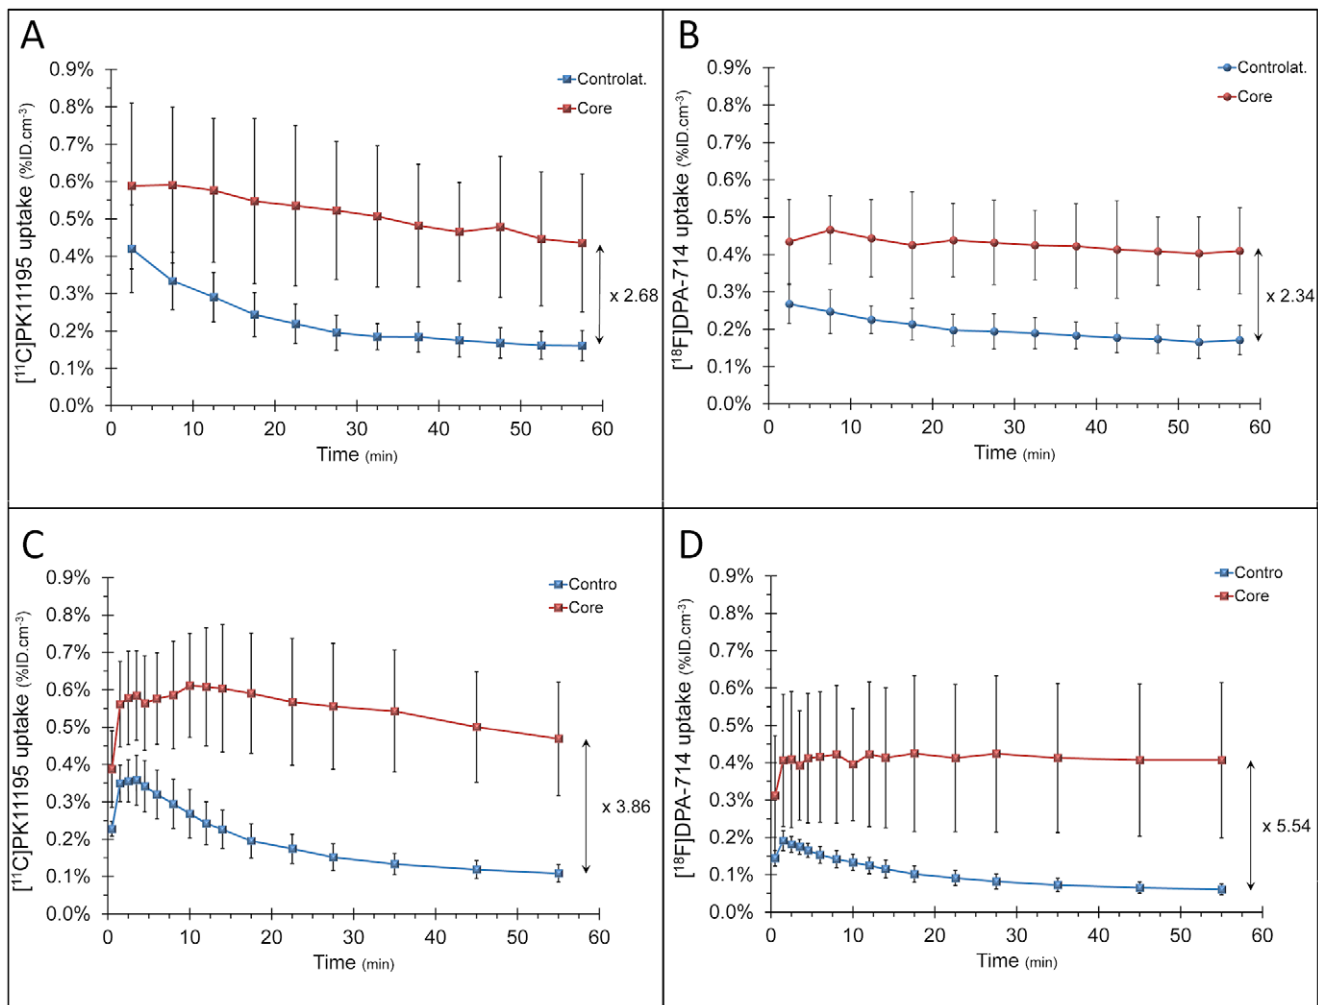 A
[¹¹C]PK11195 uptake (%ID.cm⁻³)
0.9%
0.8%
0.7%
0.6%
0.5%
0.4%
0.3%
0.2%
0.1%
0.0%
Controlat.
Core
x 2.68
0 10 20 30 40 50 60
Time (min)
B
[¹⁸F]DPA-714 uptake (%ID.cm⁻³)
0.9%
0.8%
0.7%
0.6%
0.5%
0.4%
0.3%
0.2%
0.1%
0.0%
Controlat.
Core
x 2.34
0 10 20 30 40 50 60
Time (min)
C
[¹¹C]PK11195 uptake (%ID.cm⁻³)
0.9%
0.8%
0.7%
0.6%
0.5%
0.4%
0.3%
0.2%
0.1%
0.0%
Contro
Core
x 3.86
0 10 20 30 40 50 60
Time (min)
D
[¹⁸F]DPA-714 uptake (%ID.cm⁻³)
0.9%
0.8%
0.7%
0.6%
0.5%
0.4%
0.3%
0.2%
0.1%
0.0%
Contro
Core
x 5.54
0 10 20 30 40 50 60
Time (min)